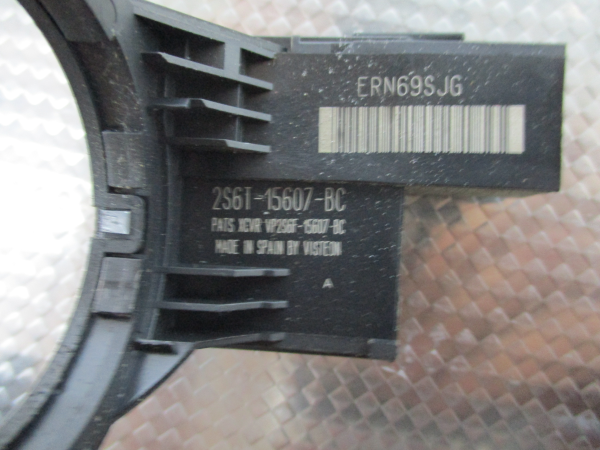 ERN69SJG
2S6T-15607-BC
PATS XCVR VP2S6F-15607-BC
MADE IN SPAIN BY VISTEON
A